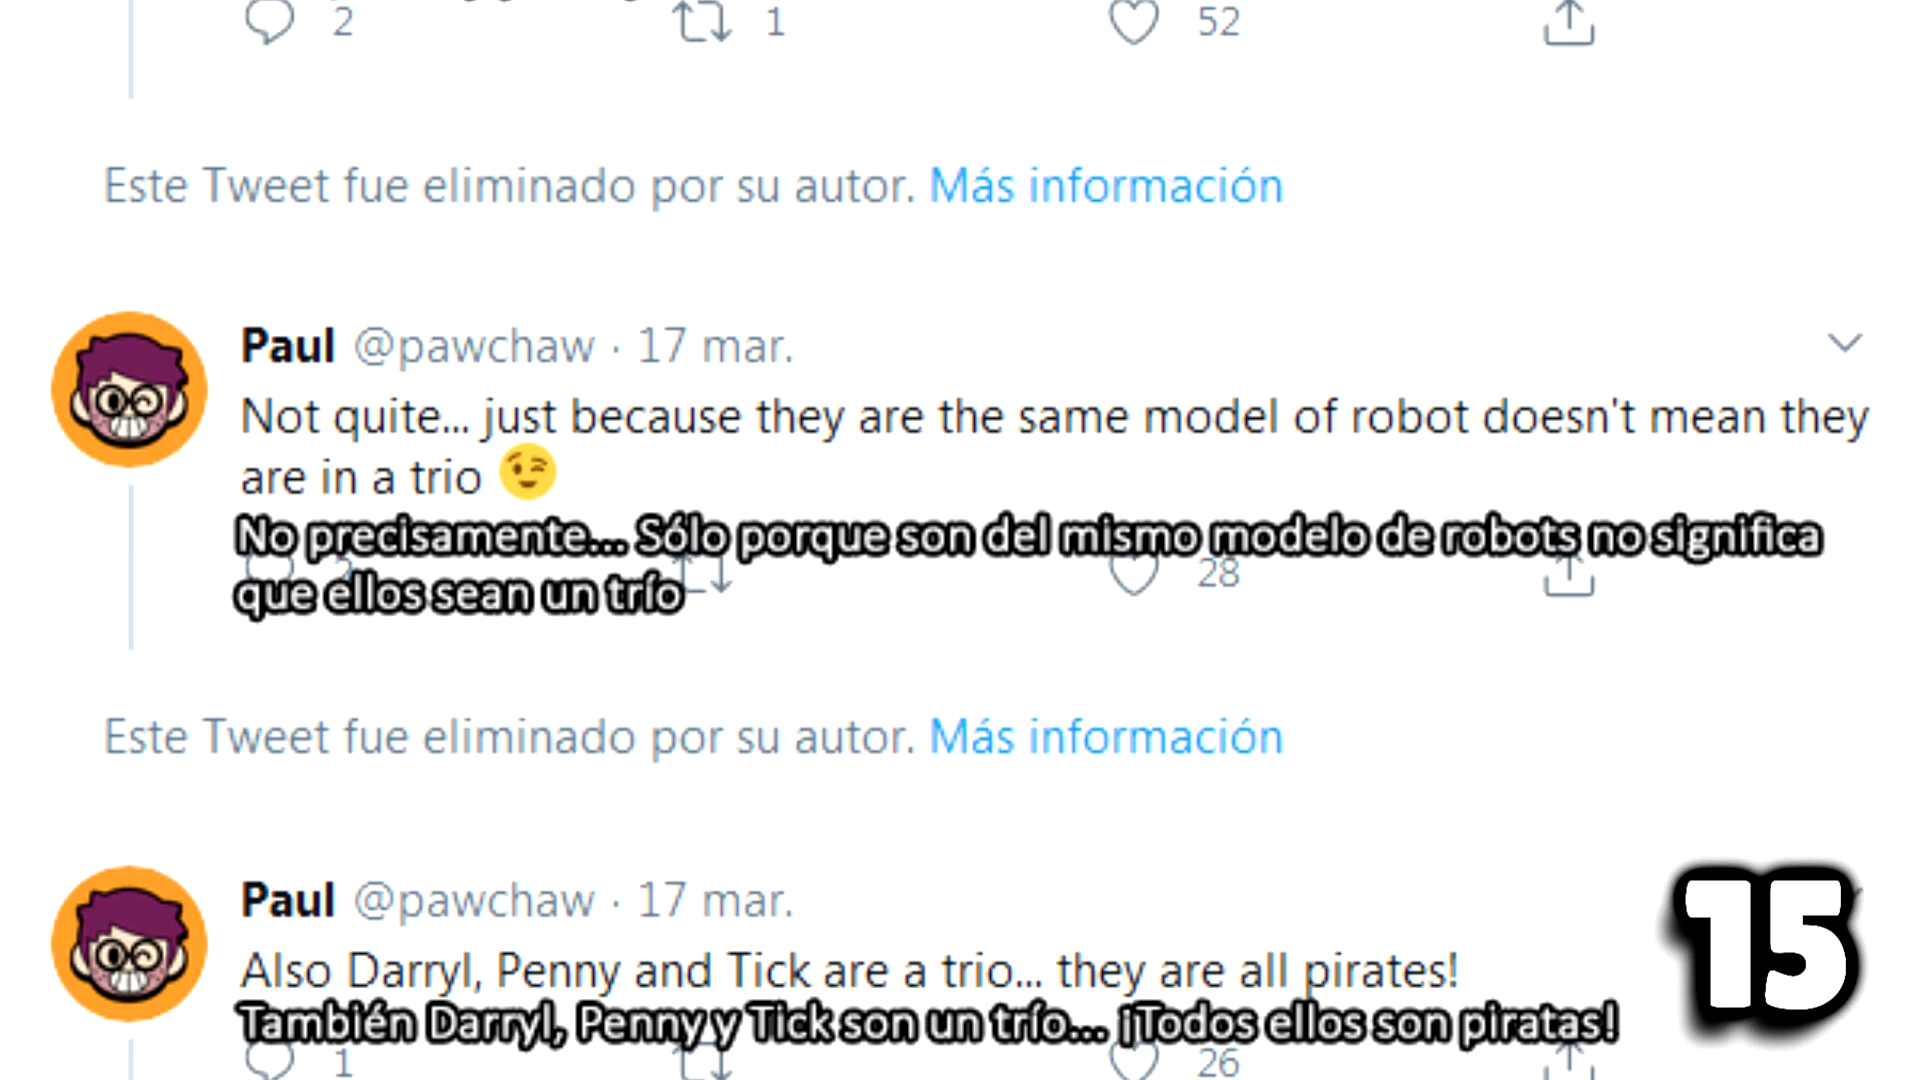 2 1 52
Este Tweet fue eliminado por su autor. Más información
Paul @pawchaw · 17 mar.
Not quite... just because they are the same model of robot doesn't mean they
are in a trio 😉
No precisamente... Sólo porque son del mismo modelo de robots no significa
que ellos sean un trío
28
Este Tweet fue eliminado por su autor. Más información
Paul @pawchaw · 17 mar.
Also Darryl, Penny and Tick are a trio... they are all pirates!
También Darryl, Penny y Tick son un trío... ¡Todos ellos son piratas!
15
1 26